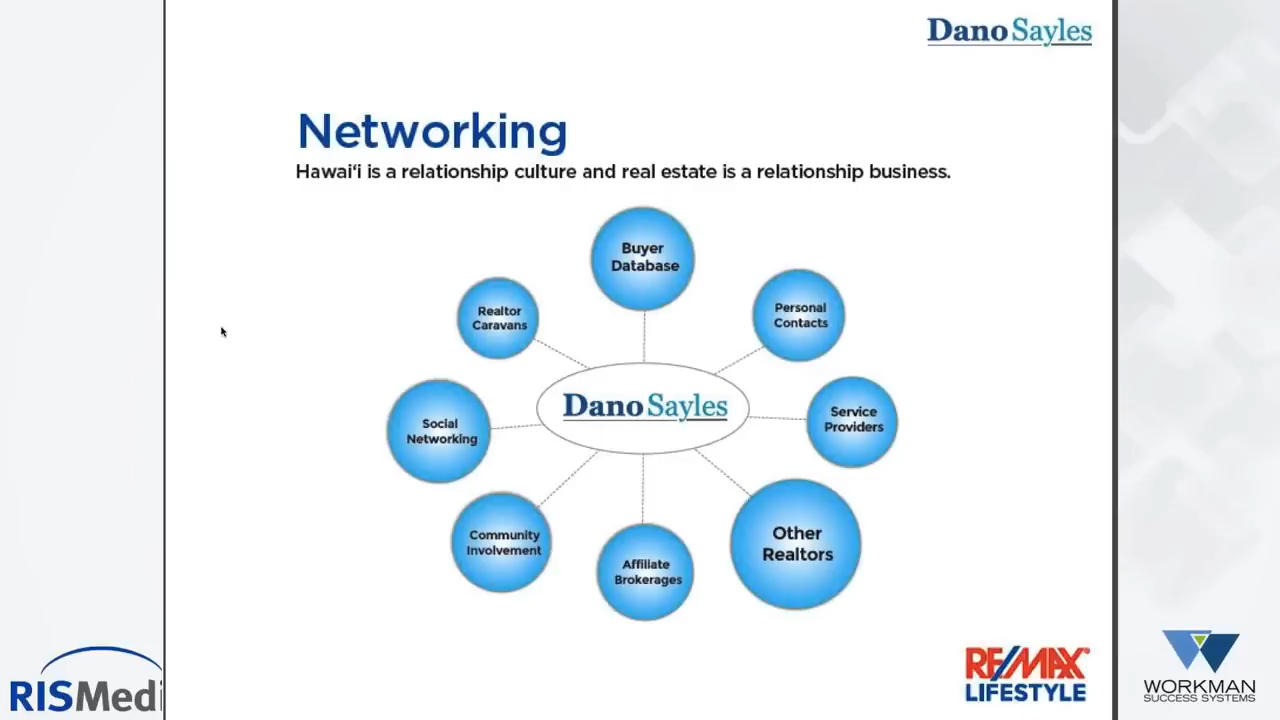 Dano Sayles
Networking
Hawai‘i is a relationship culture and real estate is a relationship business.
Buyer
Database
Realtor
Caravans
Personal
Contacts
Dano Sayles
Social
Networking
Service
Providers
Community
Involvement
Affiliate
Brokerages
Other
Realtors
RISMedi
RE/MAX
LIFESTYLE
WORKMAN
SUCCESS SYSTEMS